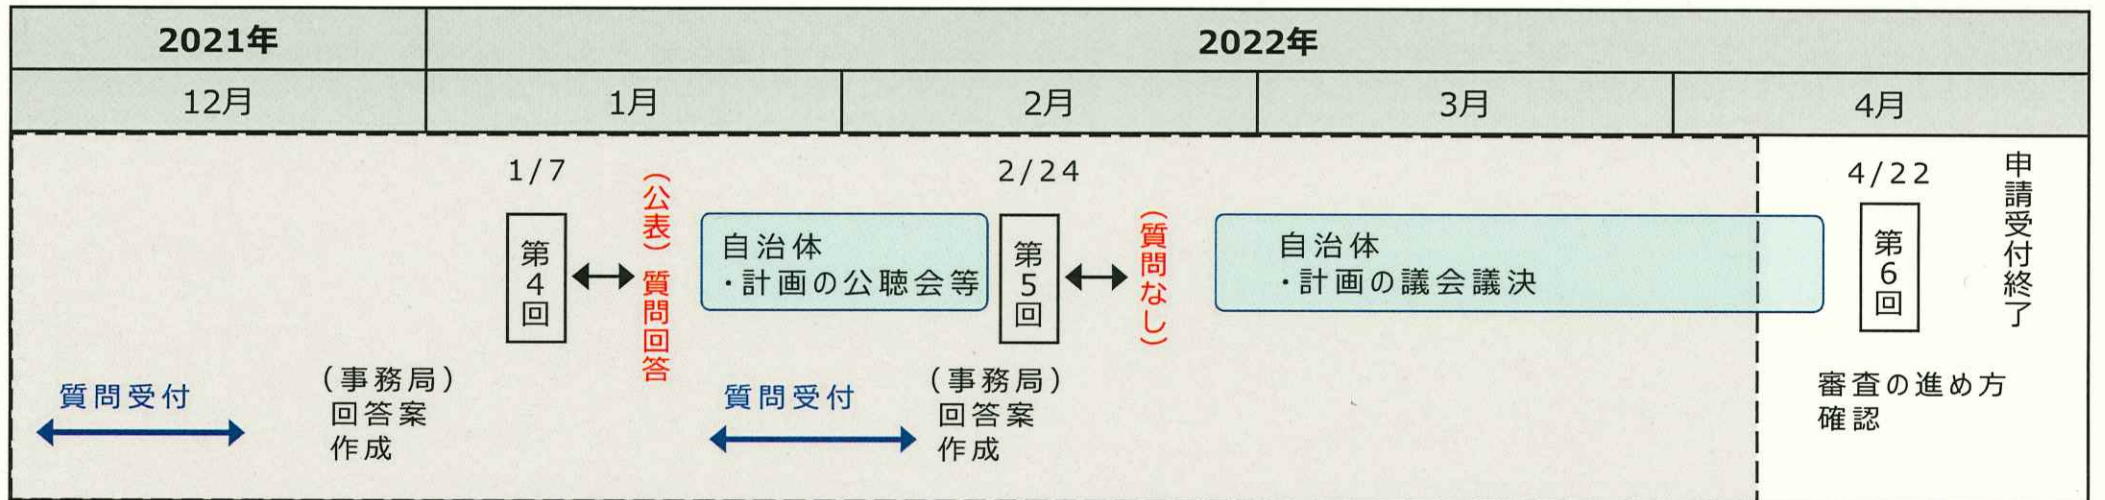 2021年
2022年
12月
1月
2月
3月
4月
1/7
第4回
（公表）質問回答
自治体
・計画の公聴会等
2/24
第5回
（質問なし）
自治体
・計画の議会議決
4/22
第6回
申請受付終了
質問受付
（事務局）
回答案
作成
質問受付
（事務局）
回答案
作成
審査の進め方
確認